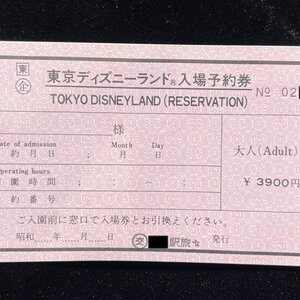 東
企
東京ディズニーランド®入場予約券
TOKYO DISNEYLAND (RESERVATION)
№ 02
様
ate of admission Month Day
約月日 ; 月 日
perating hours
園時間 ; :
約番号
大人(Adult)
¥ 3900円
ご入園前に窓口で入場券とお引換えください。
昭和……年……月……日 交 駅旅 発行